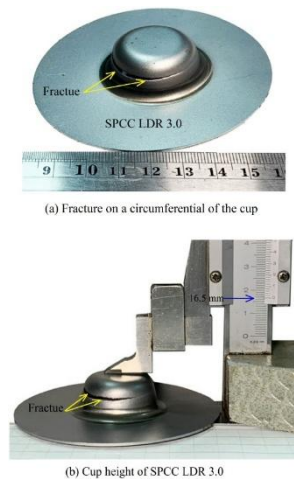 Fractue
SPCC LDR 3.0
9 10 11 12 13 14 15 1
(a) Fracture on a circumferential of the cup
16,5 mm
Fractue
(b) Cup height of SPCC LDR 3.0